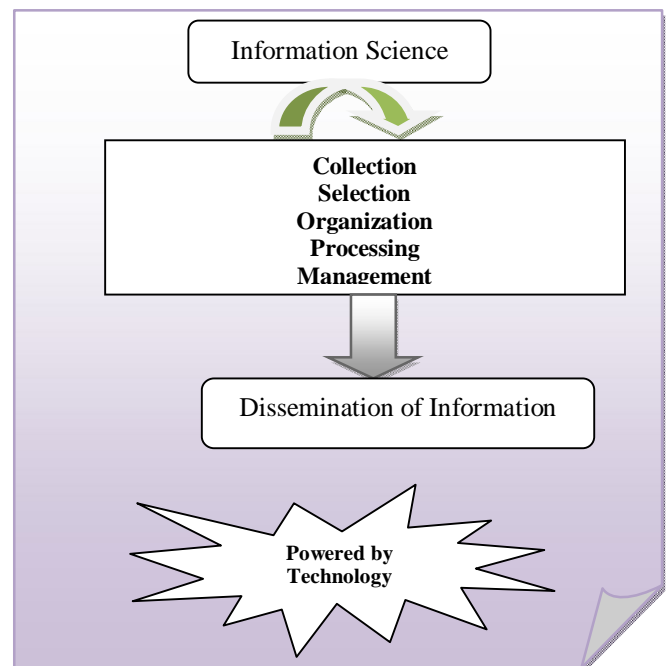 Information Science
Collection
Selection
Organization
Processing
Management
Dissemination of Information
Powered by
Technology